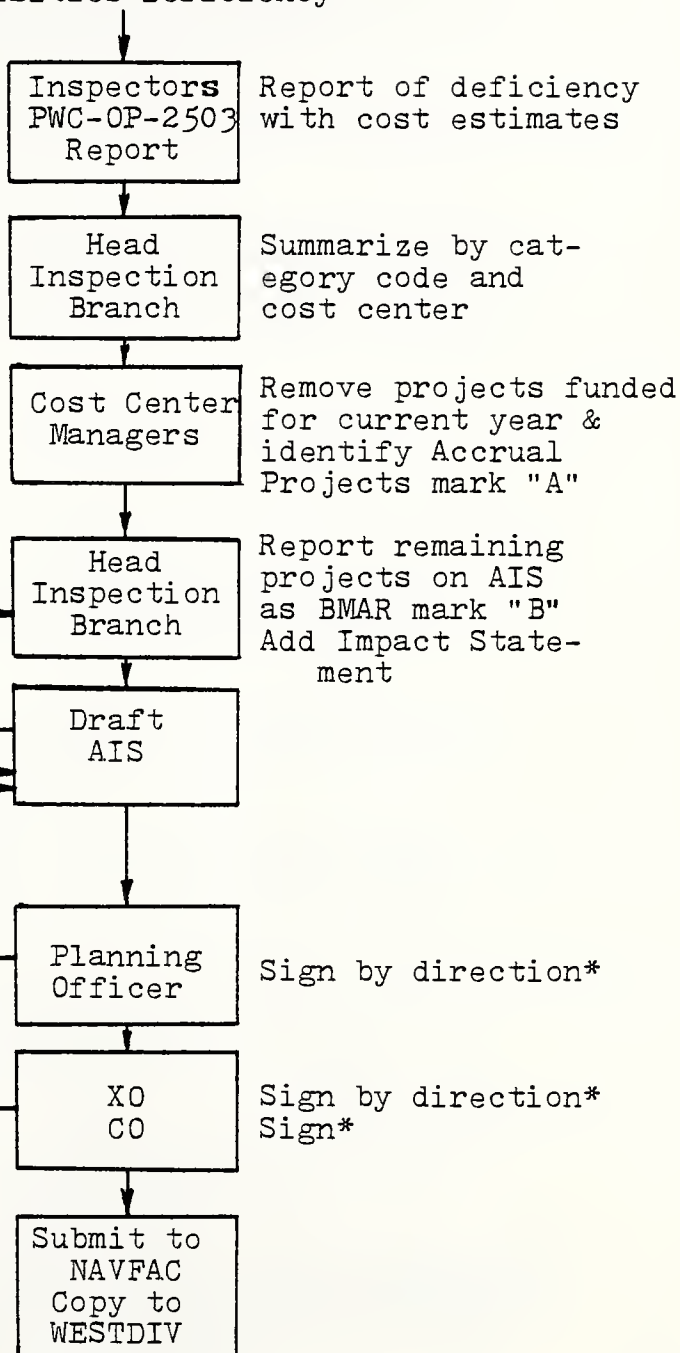 Deficiency
Inspectors
PWC-OP-2503
Report
Report of deficiency
with cost estimates
Head
Inspection
Branch
Summarize by cat-
egory code and
cost center
Cost Center
Managers
Remove projects funded
for current year &
identify Accrual
Projects mark "A"
Head
Inspection
Branch
Report remaining
projects on AIS
as BMAR mark "B"
Add Impact State-
ment
Draft
AIS
Planning
Officer
Sign by direction*
XO
CO
Sign by direction*
Sign*
Submit to
NAVFAC
Copy to
WESTDIV